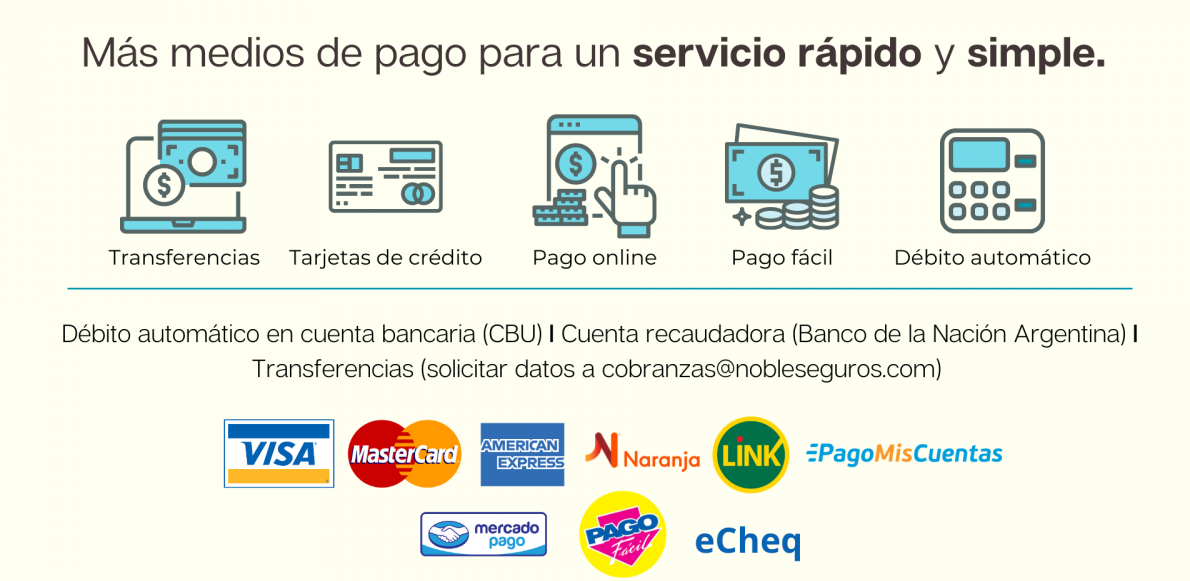 Más medios de pago para un servicio rápido y simple.
Transferencias Tarjetas de crédito Pago online Pago fácil Débito automático
Débito automático en cuenta bancaria (CBU) I Cuenta recaudadora (Banco de la Nación Argentina) I
Transferencias (solicitar datos a cobranzas@nobleseguros.com)
VISA MasterCard AMERICAN EXPRESS Naranja LiNK PagoMisCuentas
mercado pago PAGO Fácil eCheq